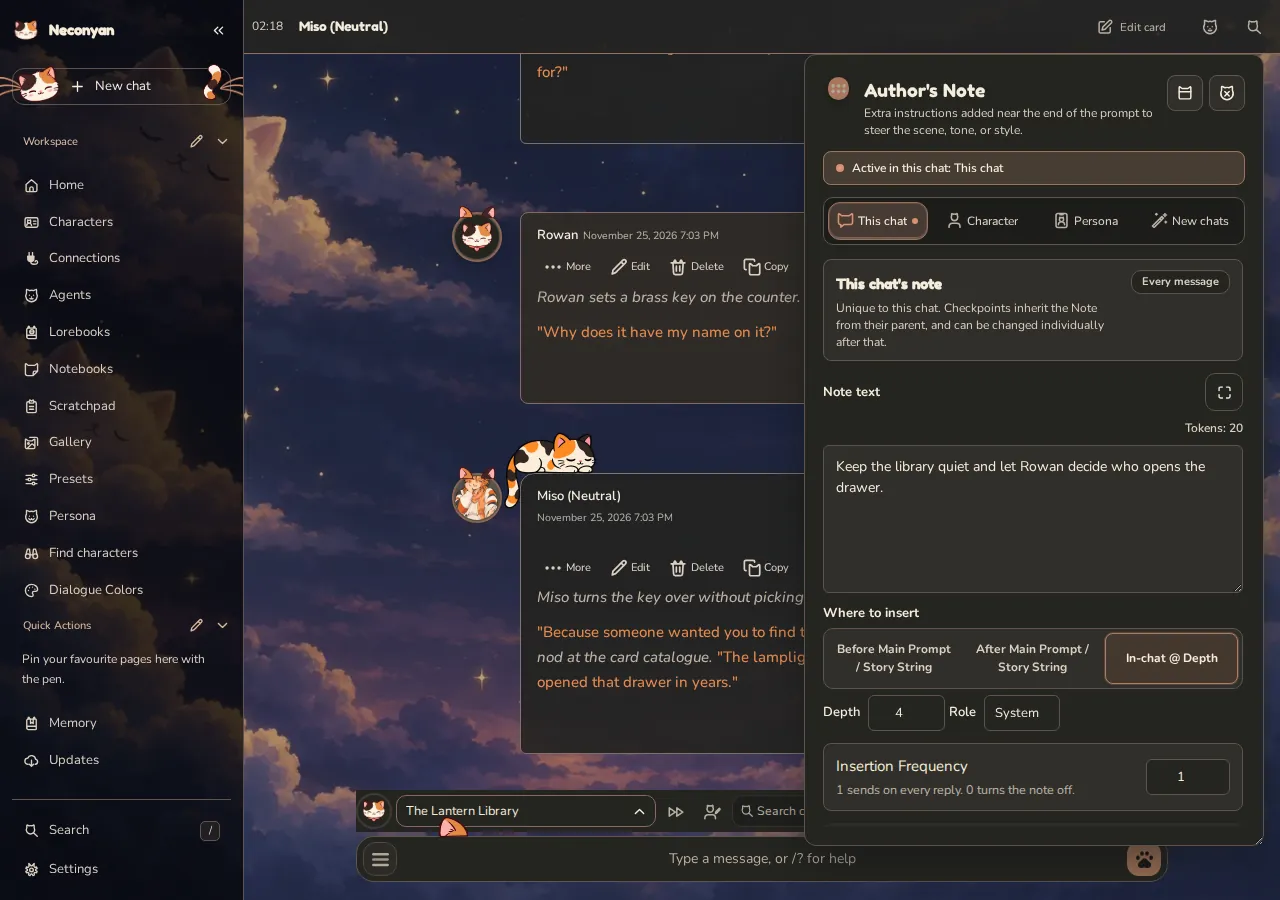 Neconyan
New chat
Workspace
Home
Characters
Connections
Agents
Lorebooks
Notebooks
Scratchpad
Gallery
Presets
Persona
Find characters
Dialogue Colors
Quick Actions
Pin your favourite pages here with
the pen.
Memory
Updates
Search /
Settings
02:18 Miso (Neutral)
Edit card
for?"
Rowan November 25, 2026 7:03 PM
More Edit Delete Copy
Rowan sets a brass key on the counter.
"Why does it have my name on it?"
Miso (Neutral)
November 25, 2026 7:03 PM
More Edit Delete Copy
Miso turns the key over without picking
"Because someone wanted you to find t
nod at the card catalogue. "The lamplig
opened that drawer in years."
The Lantern Library
Search c
Type a message, or /? for help
Author's Note
Extra instructions added near the end of the prompt to
steer the scene, tone, or style.
Active in this chat: This chat
This chat Character Persona New chats
This chat's note
Every message
Unique to this chat. Checkpoints inherit the Note
from their parent, and can be changed individually
after that.
Note text
Tokens: 20
Keep the library quiet and let Rowan decide who opens the
drawer.
Where to insert
Before Main Prompt
/ Story String
After Main Prompt /
Story String
In-chat @ Depth
Depth 4 Role System
Insertion Frequency
1 sends on every reply. 0 turns the note off.
1